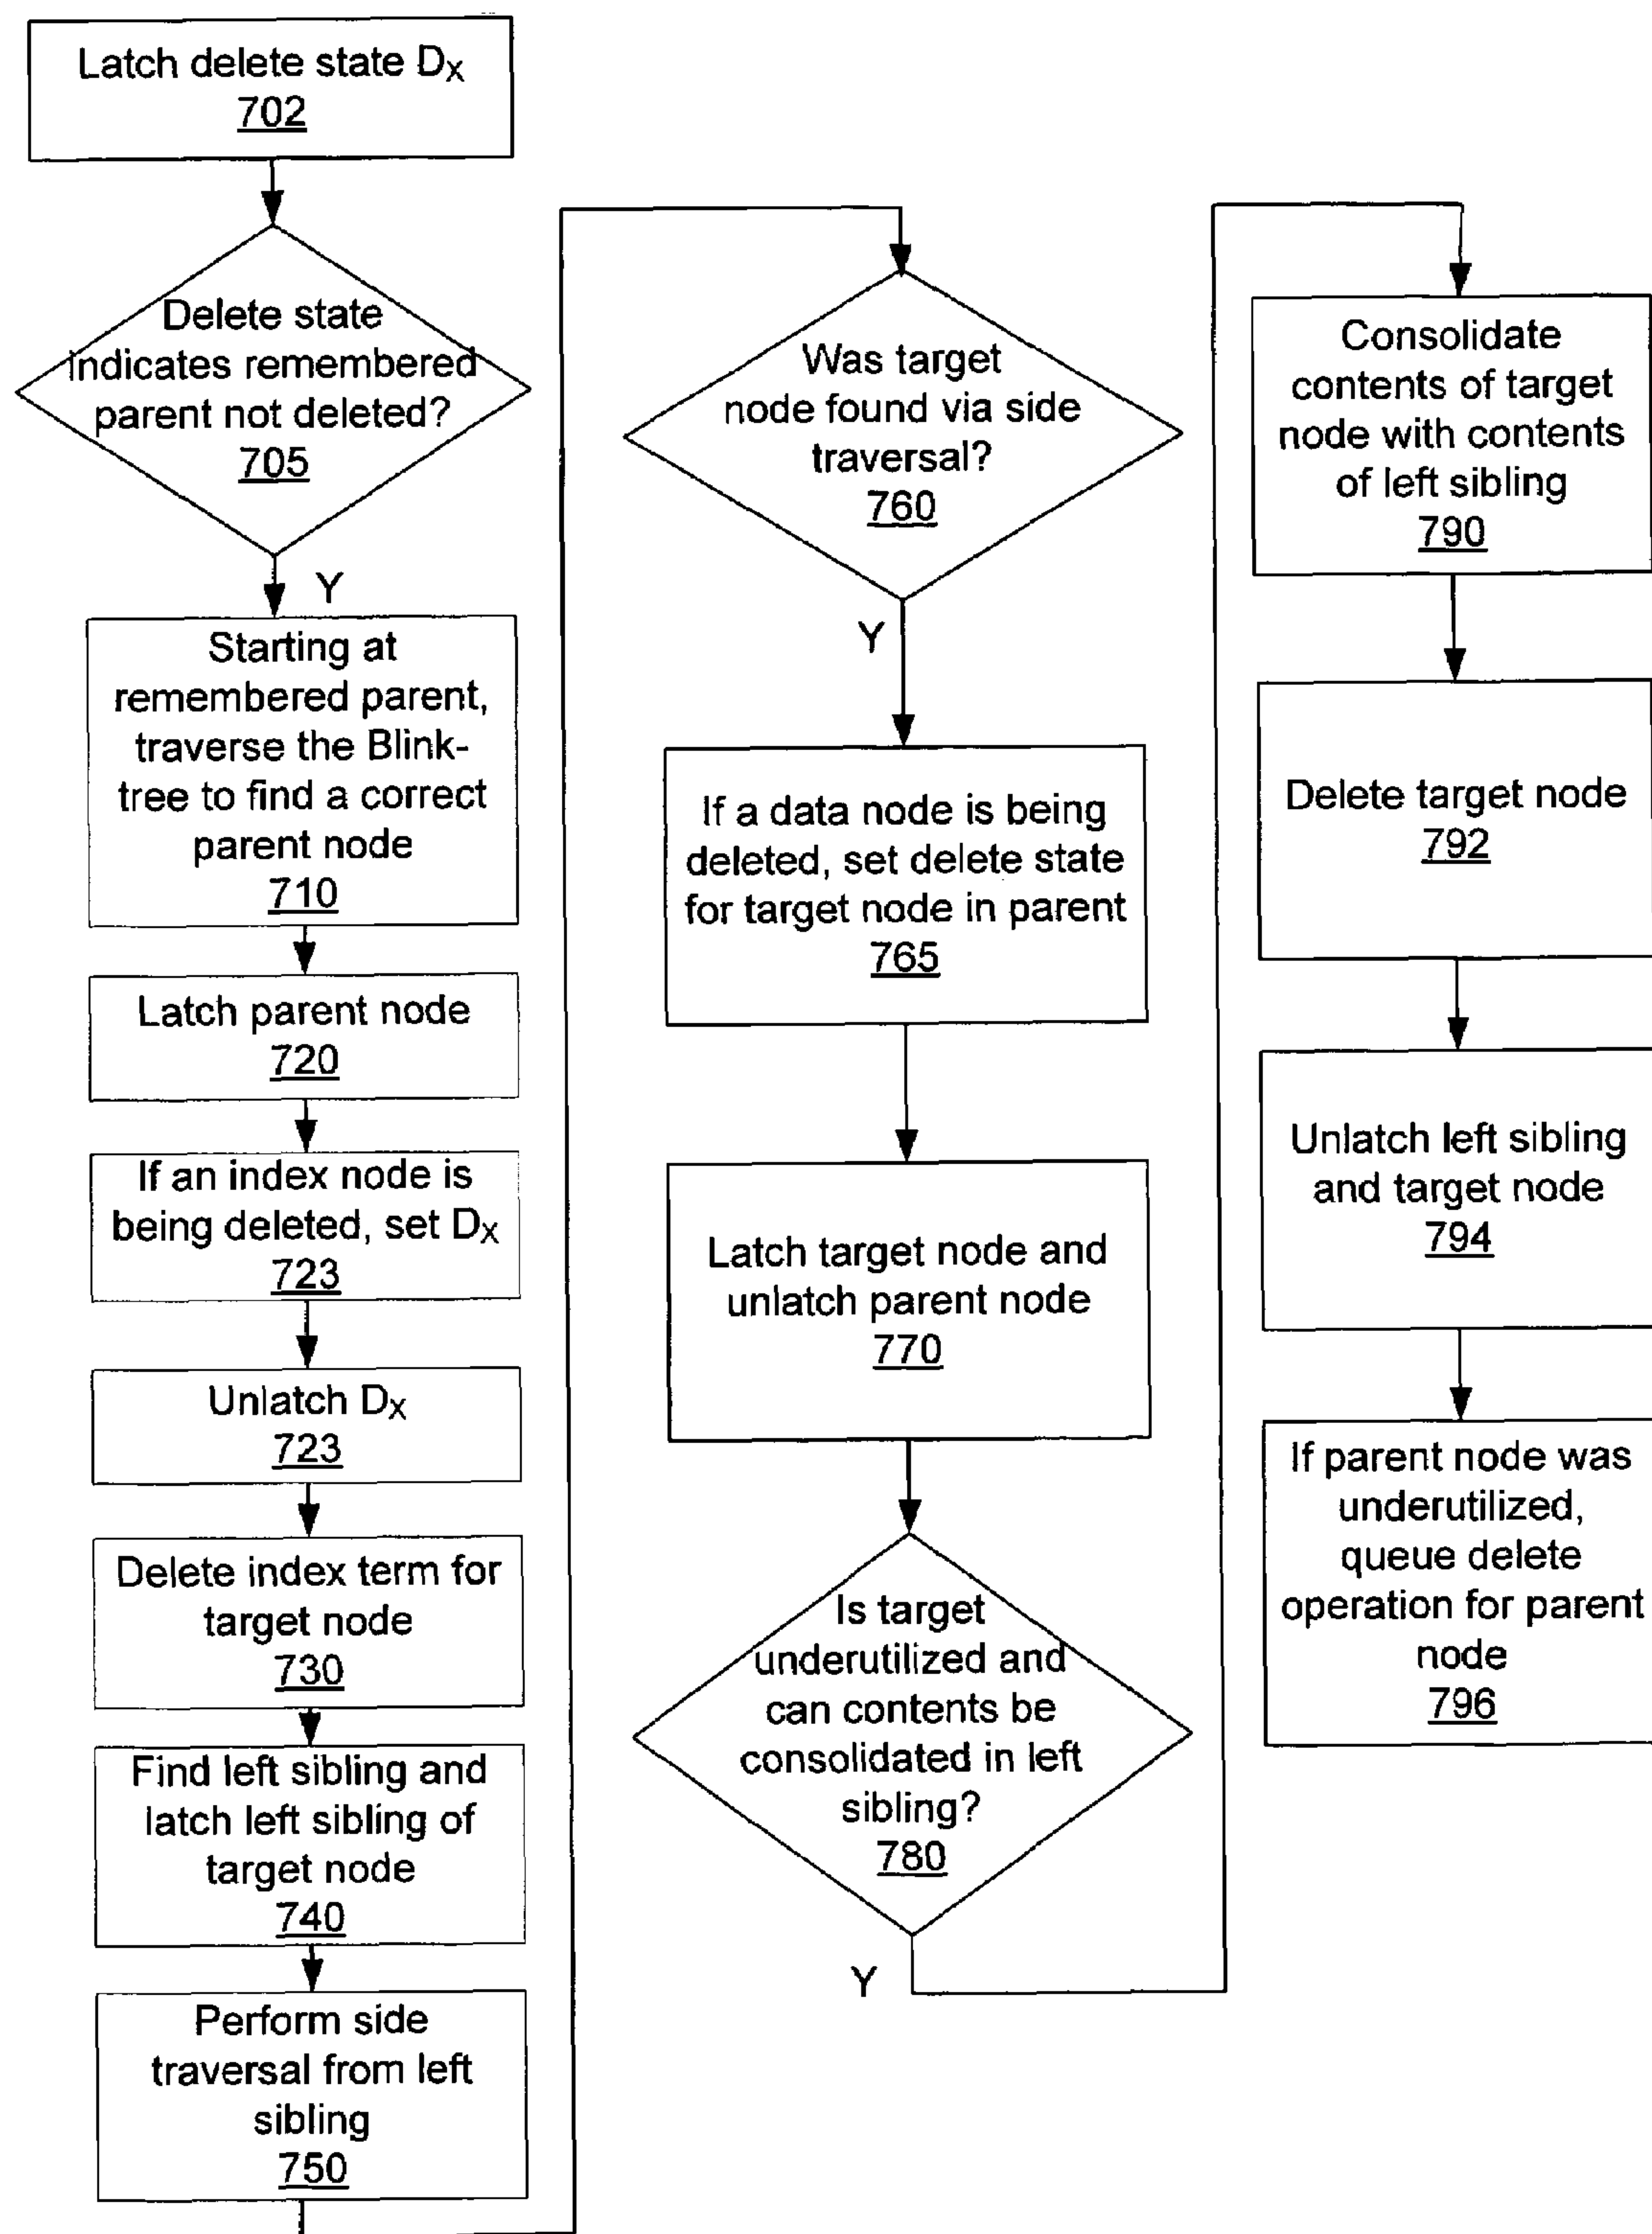 Latch delete state DX
702
Delete state
indicates remembered
parent not deleted?
705
Y
Starting at
remembered parent,
traverse the Blink-
tree to find a correct
parent node
710
Latch parent node
720
If an index node is
being deleted, set DX
723
Unlatch DX
723
Delete index term for
target node
730
Find left sibling and
latch left sibling of
target node
740
Perform side
traversal from left
sibling
750
Was target
node found via side
traversal?
760
Y
If a data node is being
deleted, set delete state
for target node in parent
765
Latch target node and
unlatch parent node
770
Is target
underutilized and
can contents be
consolidated in left
sibling?
780
Y
Consolidate
contents of target
node with contents
of left sibling
790
Delete target node
792
Unlatch left sibling
and target node
794
If parent node was
underutilized,
queue delete
operation for parent
node
796